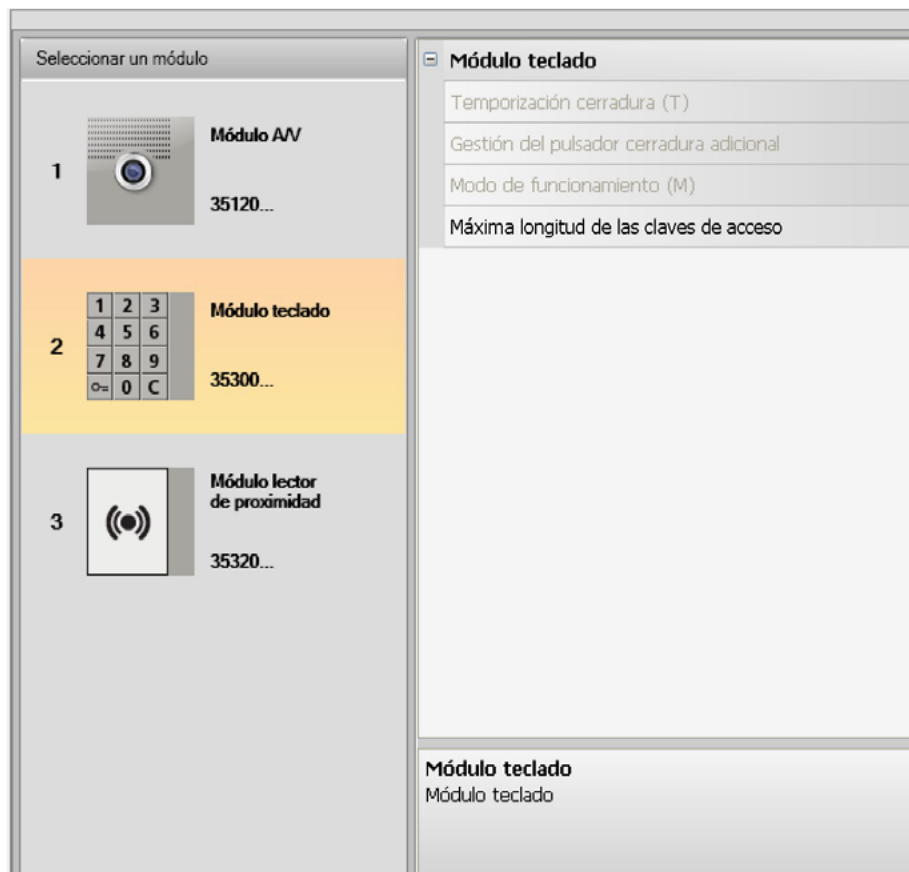 Seleccionar un módulo
1
Módulo A/V
35120...
2
1 2 3
4 5 6
7 8 9
0 C
Módulo teclado
35300...
3
Módulo lector
de proximidad
35320...
Módulo teclado
Temporización cerradura (T)
Gestión del pulsador cerradura adicional
Modo de funcionamiento (M)
Máxima longitud de las claves de acceso
Módulo teclado
Módulo teclado